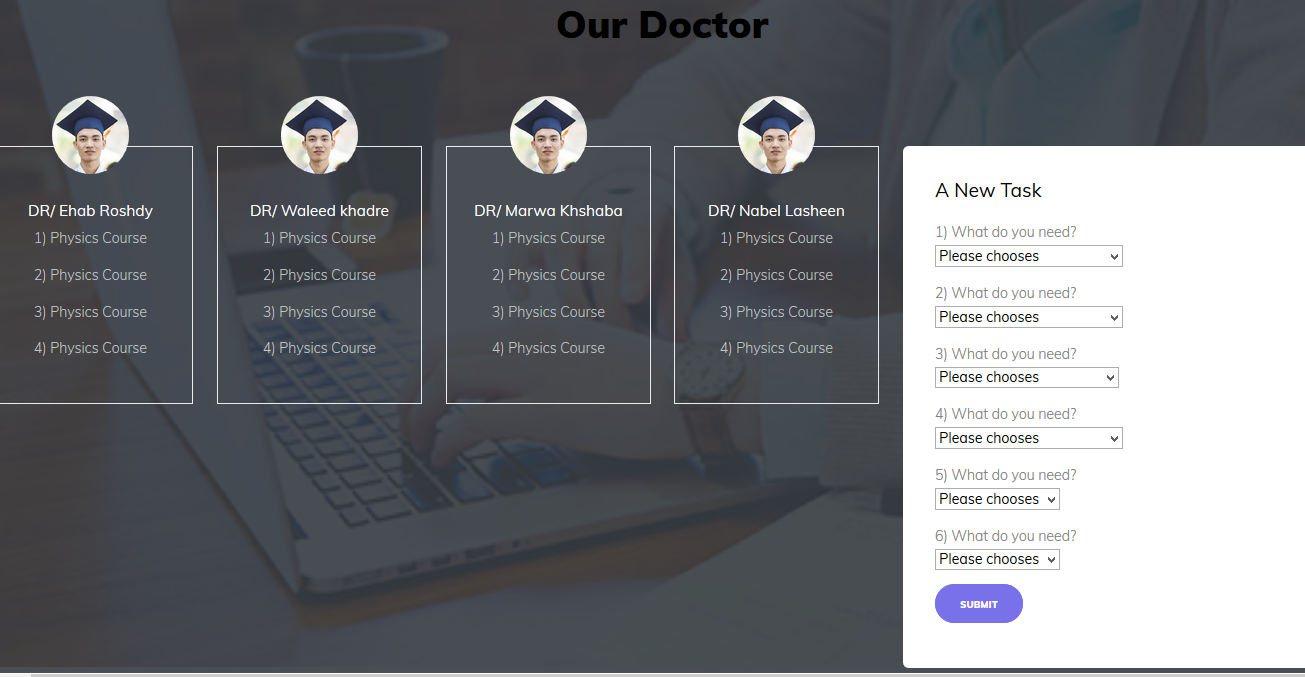 Our Doctor
DR/ Ehab Roshdy
1) Physics Course
2) Physics Course
3) Physics Course
4) Physics Course
DR/ Waleed khadre
1) Physics Course
2) Physics Course
3) Physics Course
4) Physics Course
DR/ Marwa Khshaba
1) Physics Course
2) Physics Course
3) Physics Course
4) Physics Course
DR/ Nabel Lasheen
1) Physics Course
2) Physics Course
3) Physics Course
4) Physics Course
A New Task
1) What do you need?
Please chooses
2) What do you need?
Please chooses
3) What do you need?
Please chooses
4) What do you need?
Please chooses
5) What do you need?
Please chooses
6) What do you need?
Please chooses
SUBMIT